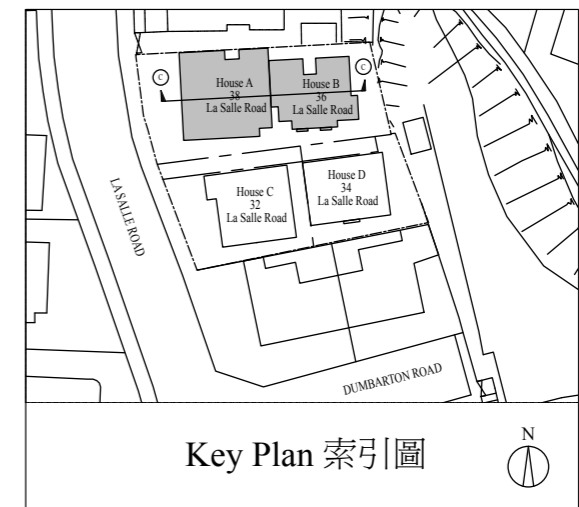 C
House A
38
La Salle Road
House B
36
La Salle Road
C
House C
32
La Salle Road
House D
34
La Salle Road
LA SALLE ROAD
DUMBARTON ROAD
Key Plan 索引圖
N